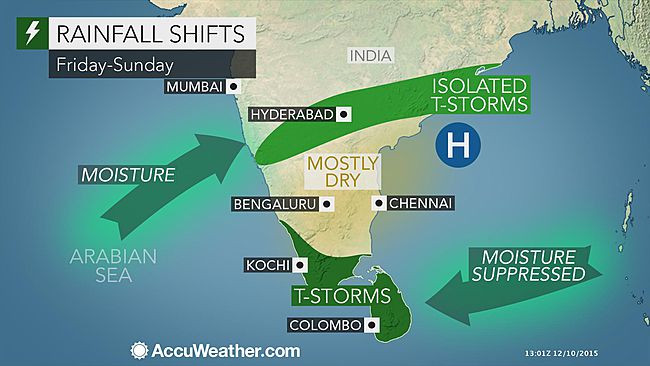 RAINFALL SHIFTS
Friday-Sunday
INDIA
MUMBAI
ISOLATED
T-STORMS
HYDERABAD
H
MOISTURE
MOSTLY
DRY
BENGALURU
CHENNAI
ARABIAN
SEA
KOCHI
MOISTURE
SUPPRESSED
T-STORMS
COLOMBO
AccuWeather.com
13:01Z 12/10/2015